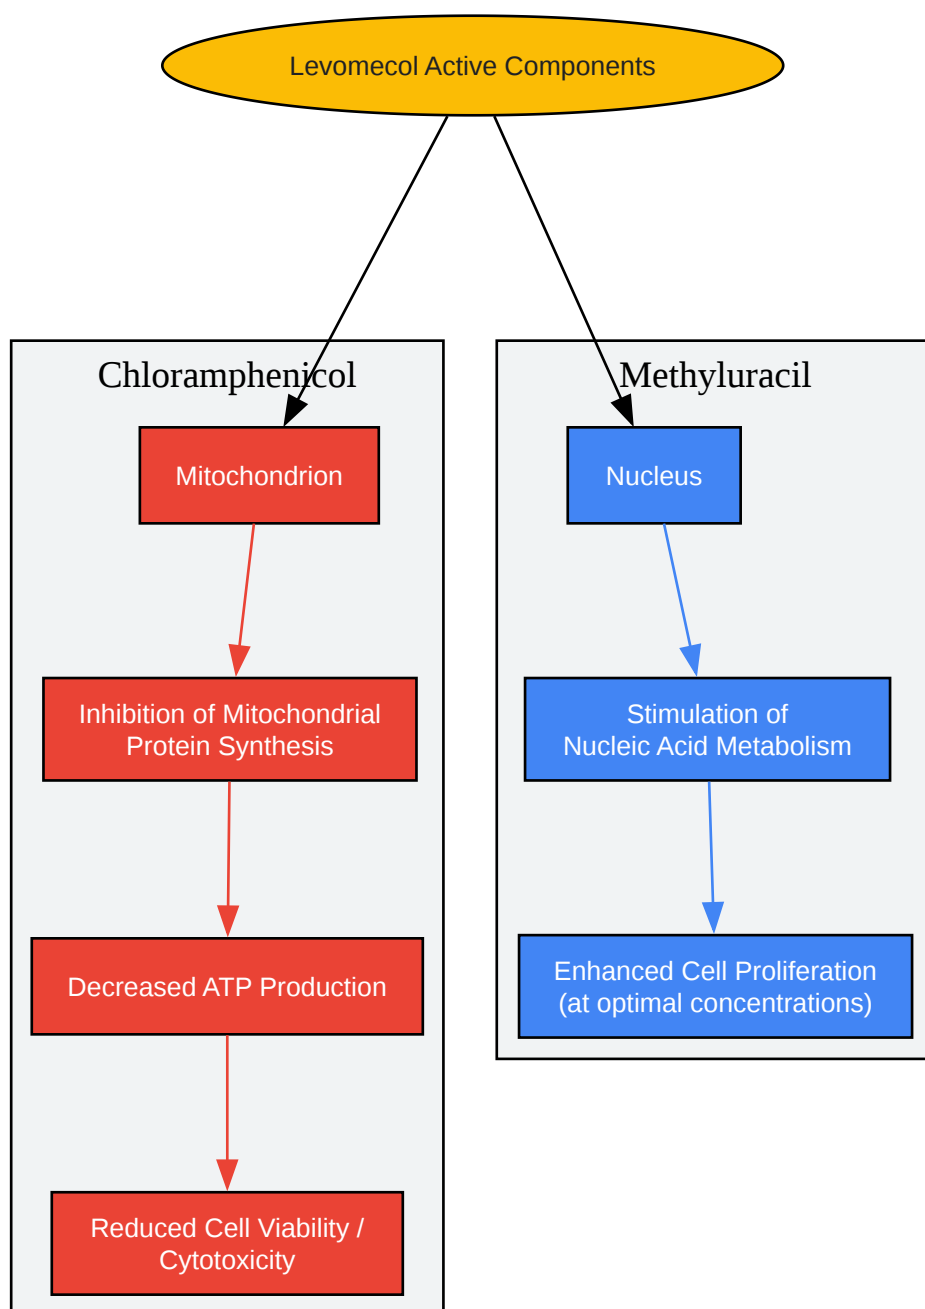 Levomecol Active Components
Chloramphenicol
Mitochondrion
Inhibition of Mitochondrial
Protein Synthesis
Decreased ATP Production
Reduced Cell Viability /
Cytotoxicity
Methyluracil
Nucleus
Stimulation of
Nucleic Acid Metabolism
Enhanced Cell Proliferation
(at optimal concentrations)